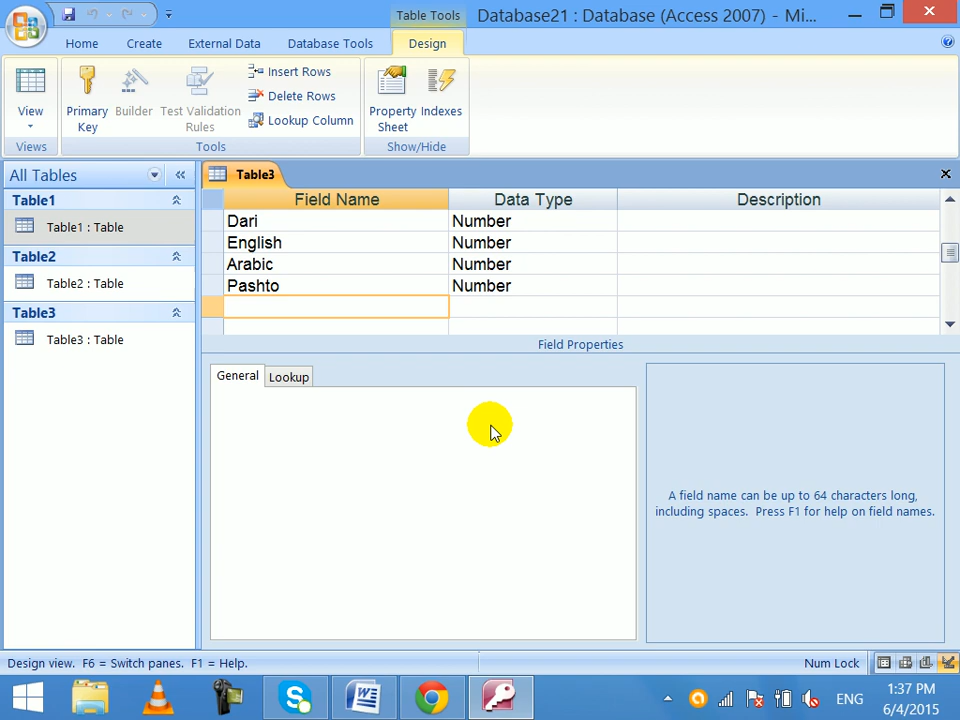 Table Tools
Database21 : Database (Access 2007) - Mi...
Home
Create
External Data
Database Tools
Design
View
Primary Key
Builder
Test Validation Rules
Insert Rows
Delete Rows
Lookup Column
Property Sheet
Indexes
Views
Tools
Show/Hide
All Tables
Table1
Table1 : Table
Table2
Table2 : Table
Table3
Table3 : Table
Table3
Field Name Data Type Description
Dari Number
English Number
Arabic Number
Pashto Number
Field Properties
General
Lookup
A field name can be up to 64 characters long,
including spaces. Press F1 for help on field names.
Design view. F6 = Switch panes. F1 = Help.
Num Lock
ENG
1:37 PM
6/4/2015